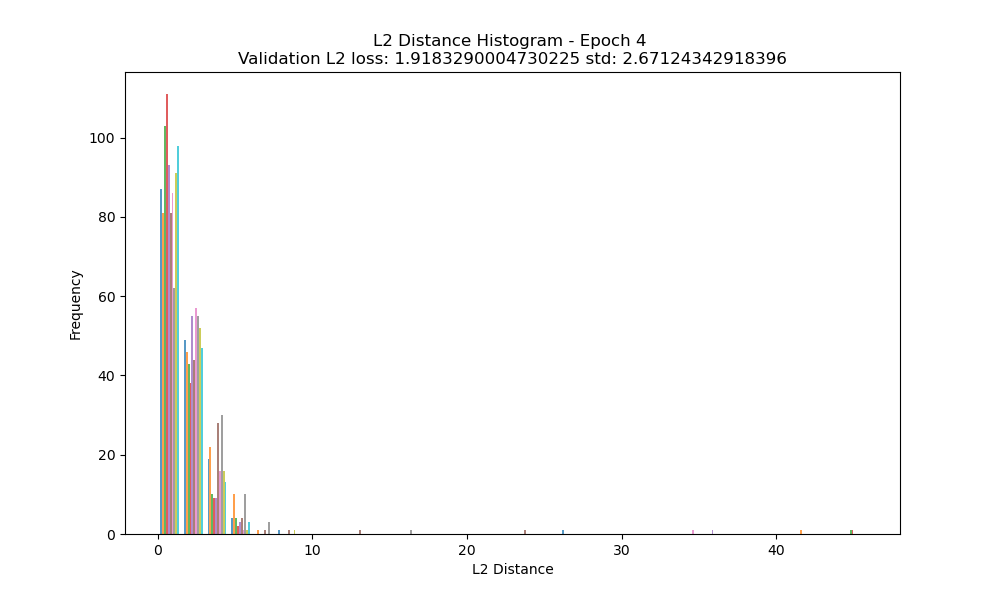 L2 Distance Histogram - Epoch 4
Validation L2 loss: 1.9183290004730225 std: 2.67124342918396
100
80
60
40
20
0
Frequency
0 10 20 30 40
L2 Distance